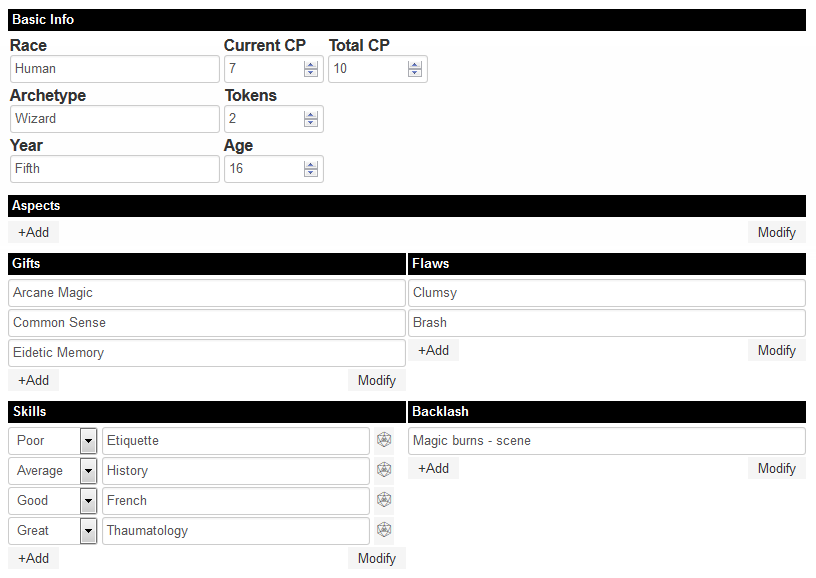 Basic Info
Race Current CP Total CP
Human 7 10
Archetype Tokens
Wizard 2
Year Age
Fifth 16
Aspects
+Add Modify
Gifts Flaws
Arcane Magic Clumsy
Common Sense Brash
Eidetic Memory +Add Modify
+Add Modify
Skills Backlash
Poor Etiquette Magic burns - scene
Average History +Add Modify
Good French
Great Thaumatology
+Add Modify